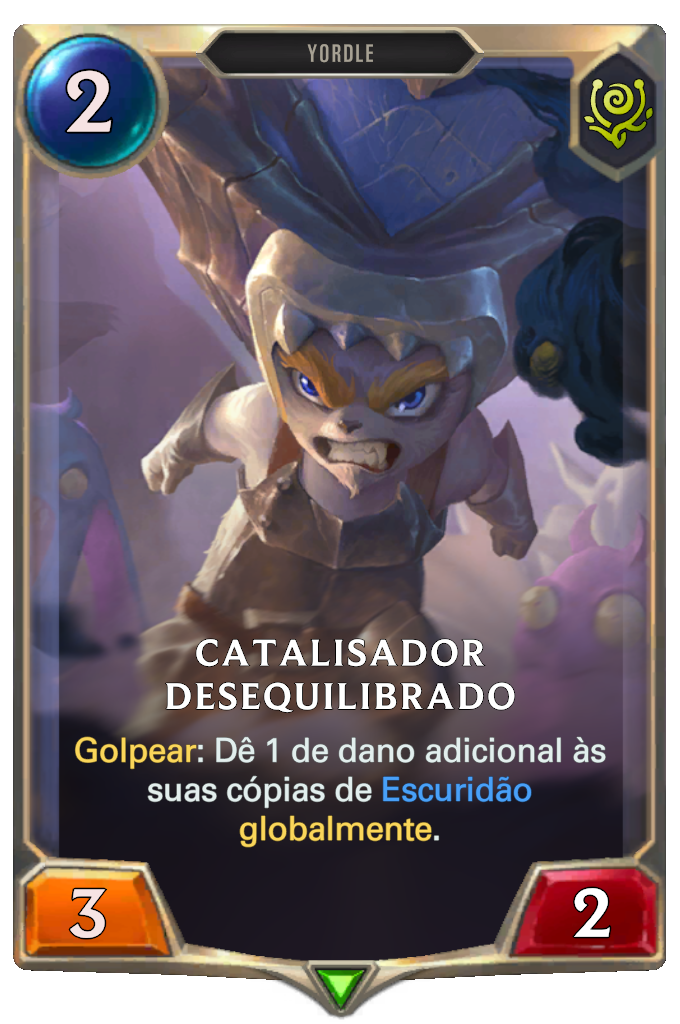 2
YORDLE
CATALISADOR
DESEQUILIBRADO
Golpear: Dê 1 de dano adicional às
suas cópias de Escuridão
globalmente.
3
2